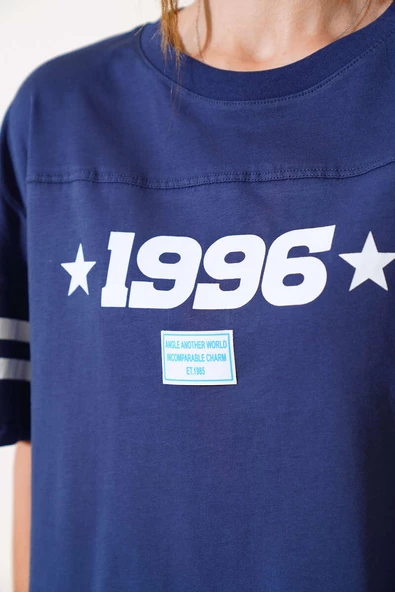 1996
ANGLE ANOTHER WORLD
INCOMPARABLE CHARM
ET.1985